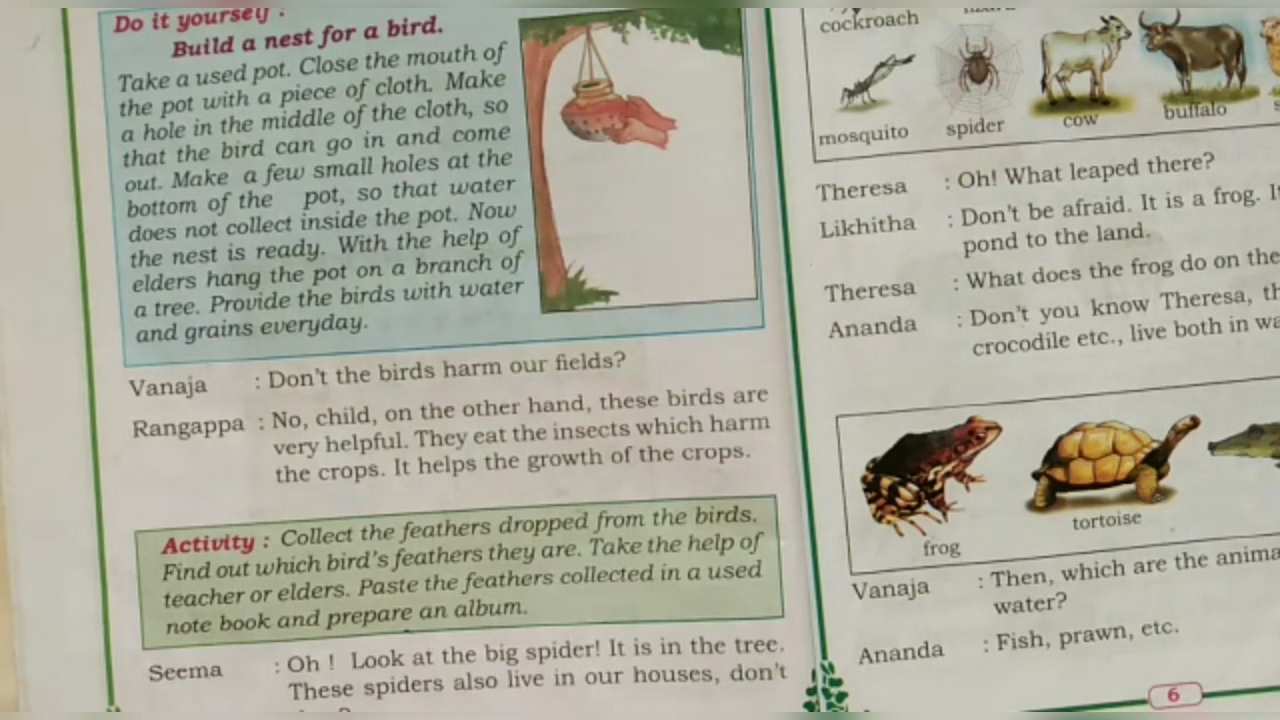 Do it yourself :
Build a nest for a bird.
Take a used pot. Close the mouth of
the pot with a piece of cloth. Make
a hole in the middle of the cloth, so
that the bird can go in and come
out. Make a few small holes at the
bottom of the pot, so that water
does not collect inside the pot. Now
the nest is ready. With the help of
elders hang the pot on a branch of
a tree. Provide the birds with water
and grains everyday.
Vanaja : Don't the birds harm our fields?
Rangappa : No, child, on the other hand, these birds are
very helpful. They eat the insects which harm
the crops. It helps the growth of the crops.
Activity : Collect the feathers dropped from the birds.
Find out which bird's feathers they are. Take the help of
teacher or elders. Paste the feathers collected in a used
note book and prepare an album.
Seema : Oh ! Look at the big spider! It is in the tree.
These spiders also live in our houses, don't
cockroach
mosquito spider cow buffalo
Theresa : Oh! What leaped there?
Likhitha : Don't be afraid. It is a frog.
pond to the land.
Theresa : What does the frog do on the
Ananda : Don't you know Theresa,
crocodile etc., live both in
frog tortoise
Vanaja : Then, which are the
water?
Ananda : Fish, prawn, etc.
6